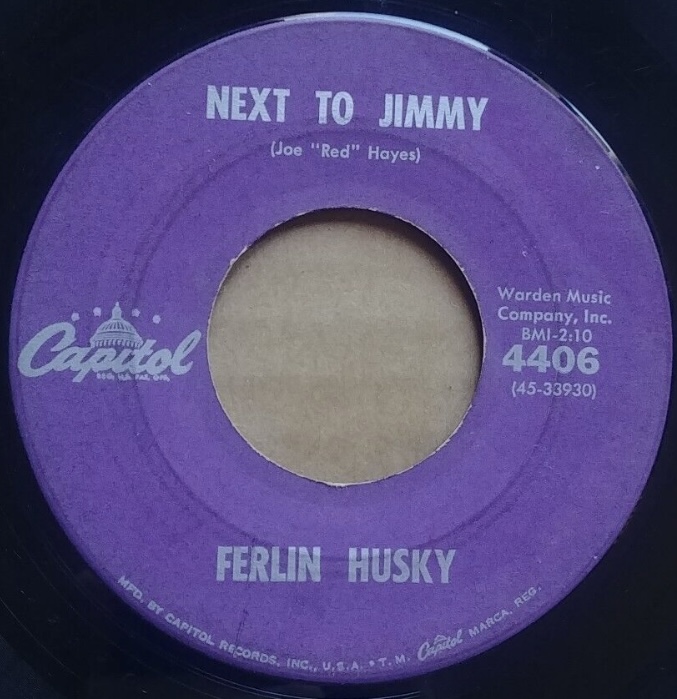 NEXT TO JIMMY
(Joe "Red" Hayes)
Capitol
Warden Music
Company, Inc.
BMI-2:10
4406
(45-33930)
FERLIN HUSKY
MFD. BY CAPITOL RECORDS, INC., U.S.A. • T.M. Capitol MARCA. REG.